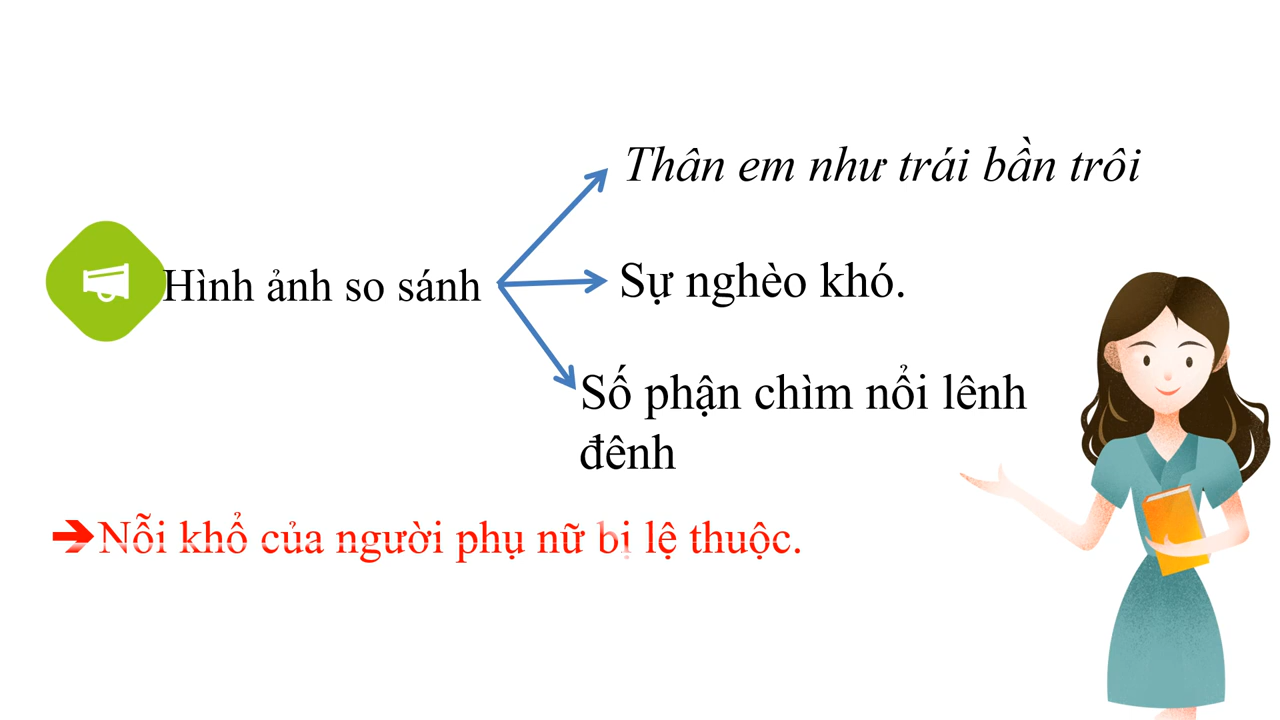 Thân em như trái bần trôi
Hình ảnh so sánh
Sự nghèo khó.
Số phận chìm nổi lênh
đênh
➔Nỗi khổ của người phụ nữ bị lệ thuộc.